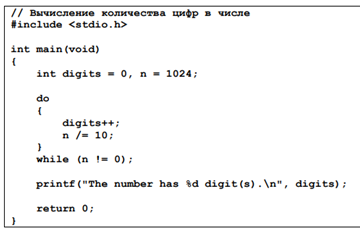 // Вычисление количества цифр в числе
#include <stdio.h>
int main(void)
{
int digits = 0, n = 1024;
do
{
digits++;
n /= 10;
}
while (n != 0);
printf("The number has %d digit(s).\n", digits);
return 0;
}